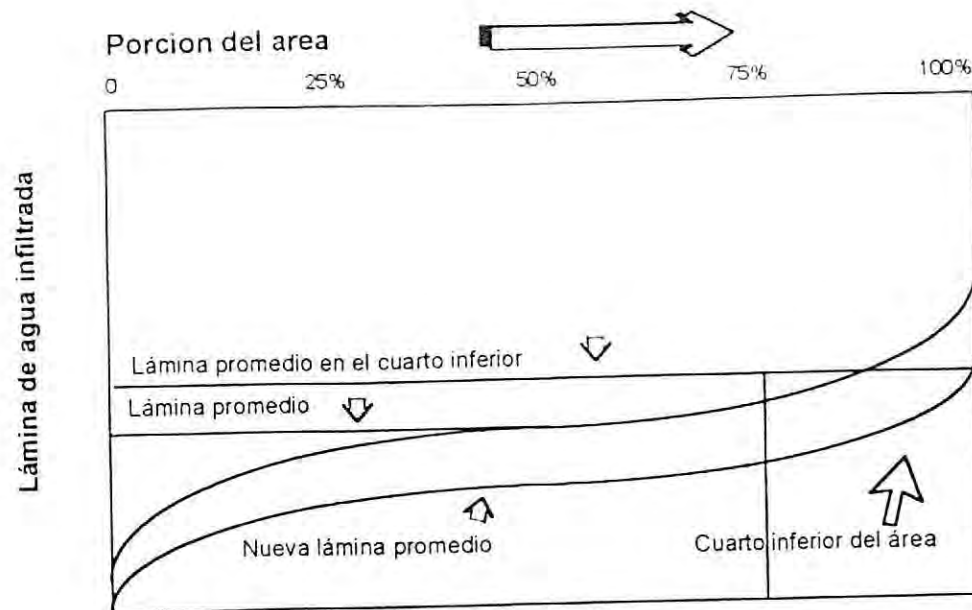 Porcion del area
0 25% 50% 75% 100%
Lámina de agua infiltrada
Lámina promedio en el cuarto inferior
Lámina promedio
Nueva lámina promedio
Cuarto inferior del área